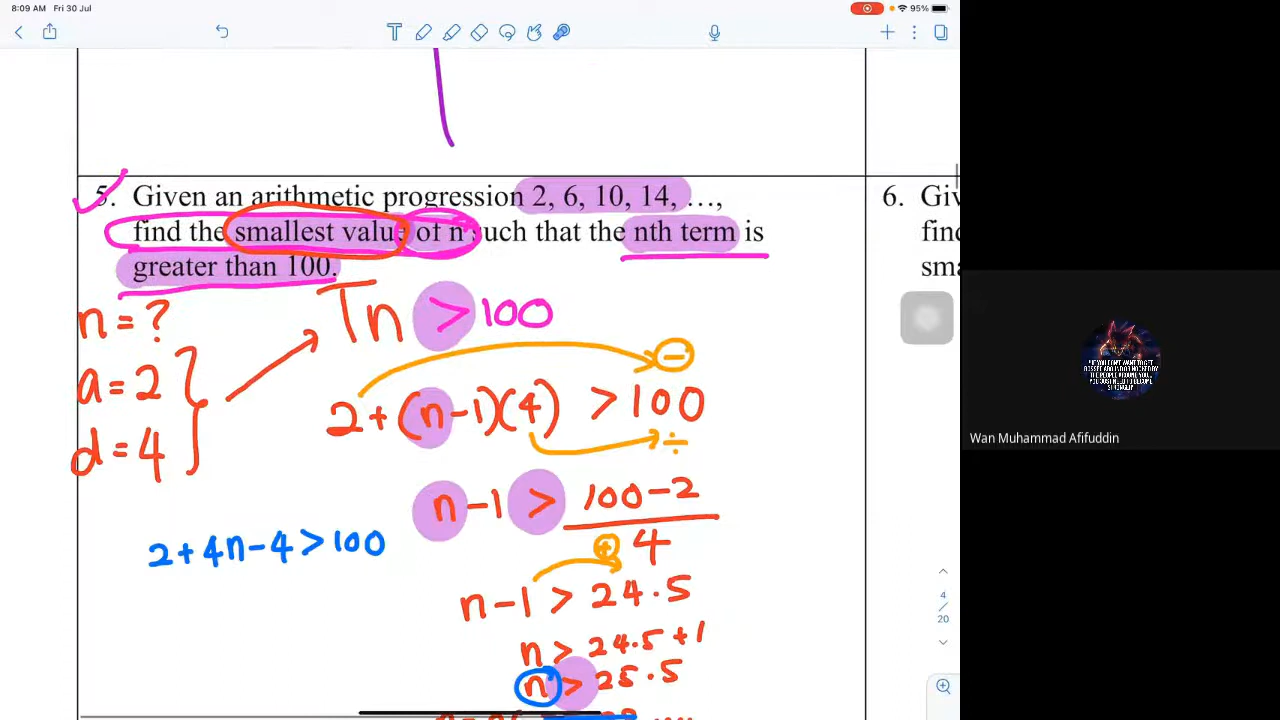 8:09 AM Fri 30 Jul
95%
5. Given an arithmetic progression 2, 6, 10, 14, …,
find the smallest value of n such that the nth term is
greater than 100.
6. Giv
find
sma
n = ?
a = 2
d = 4
Tn > 100
2 + (n - 1)(4) > 100
−
÷
n - 1 > 100 - 2
4
+
2 + 4n - 4 > 100
n - 1 > 24.5
n > 24.5 + 1
n > 25.5
4
/
20
Wan Muhammad Afifuddin